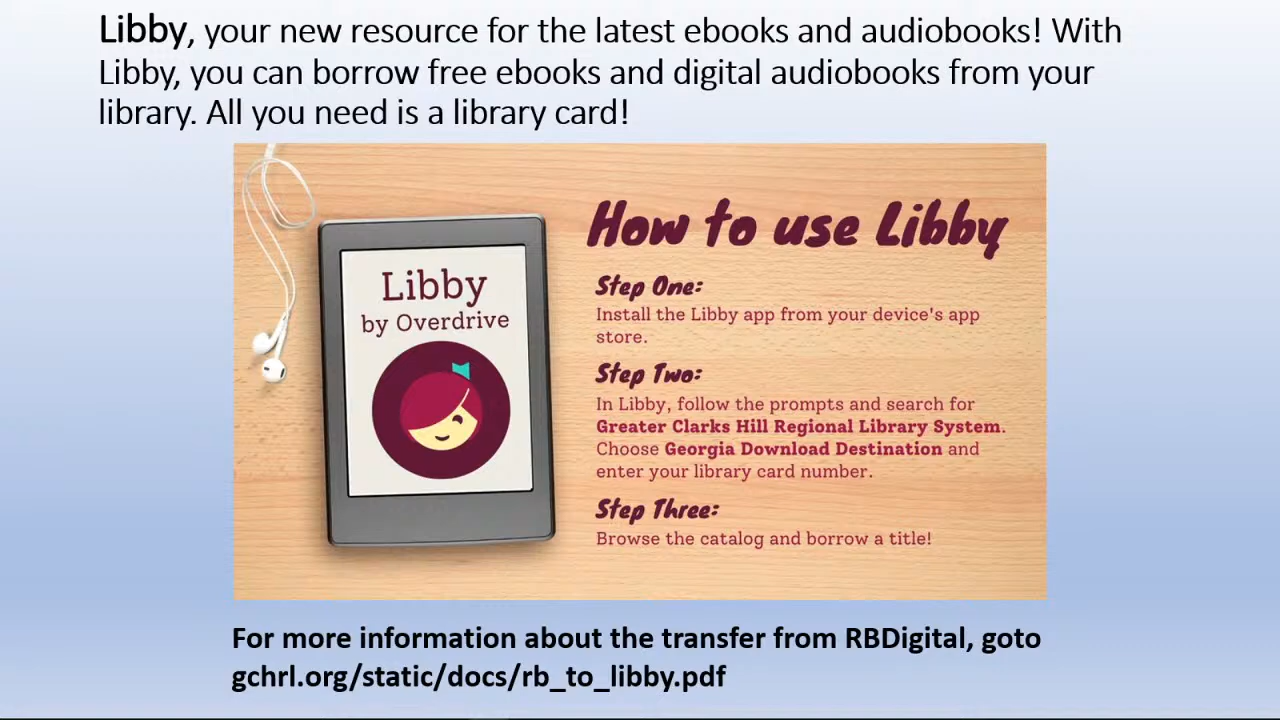 Libby, your new resource for the latest ebooks and audiobooks! With
Libby, you can borrow free ebooks and digital audiobooks from your
library. All you need is a library card!
Libby
by Overdrive
How to use Libby
Step One:
Install the Libby app from your device's app
store.
Step Two:
In Libby, follow the prompts and search for
Greater Clarks Hill Regional Library System.
Choose Georgia Download Destination and
enter your library card number.
Step Three:
Browse the catalog and borrow a title!
For more information about the transfer from RBDigital, goto
gchrl.org/static/docs/rb_to_libby.pdf